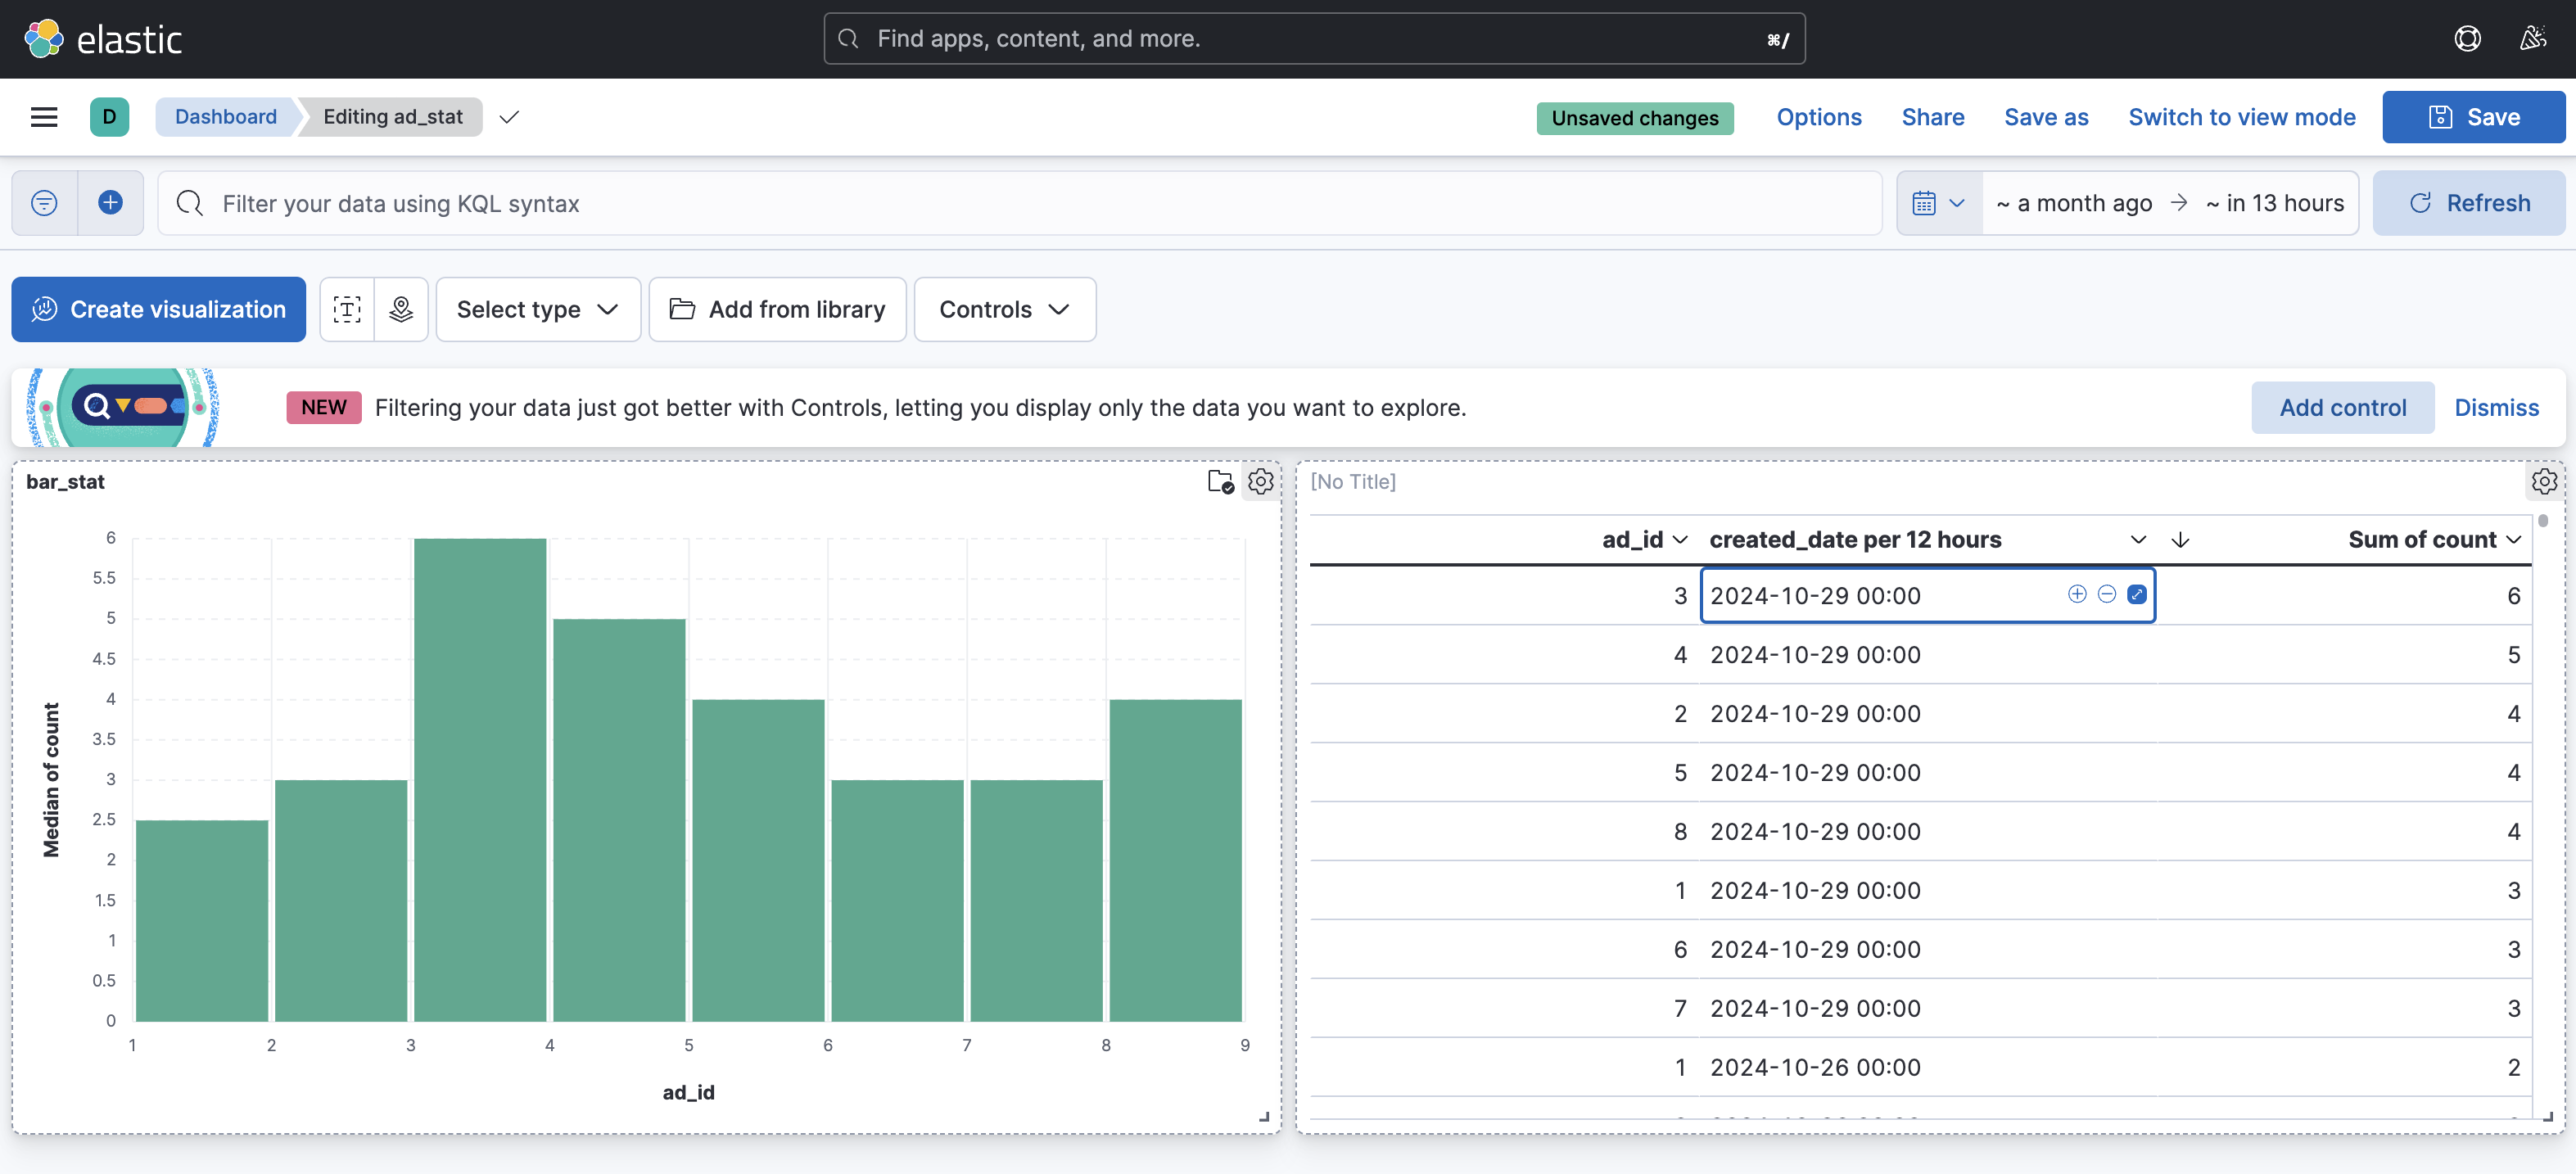 elastic
Find apps, content, and more.
⌘/
D
Dashboard
Editing ad_stat
Unsaved changes
Options
Share
Save as
Switch to view mode
Save
Filter your data using KQL syntax
~ a month ago → ~ in 13 hours
Refresh
Create visualization
Select type
Add from library
Controls
NEW
Filtering your data just got better with Controls, letting you display only the data you want to explore.
Add control
Dismiss
bar_stat
6
5.5
5
4.5
4
3.5
3
2.5
2
1.5
1
0.5
0
Median of count
1 2 3 4 5 6 7 8 9
ad_id
[No Title]
ad_id created_date per 12 hours ↓ Sum of count
3 2024-10-29 00:00 6
4 2024-10-29 00:00 5
2 2024-10-29 00:00 4
5 2024-10-29 00:00 4
8 2024-10-29 00:00 4
1 2024-10-29 00:00 3
6 2024-10-29 00:00 3
7 2024-10-29 00:00 3
1 2024-10-26 00:00 2